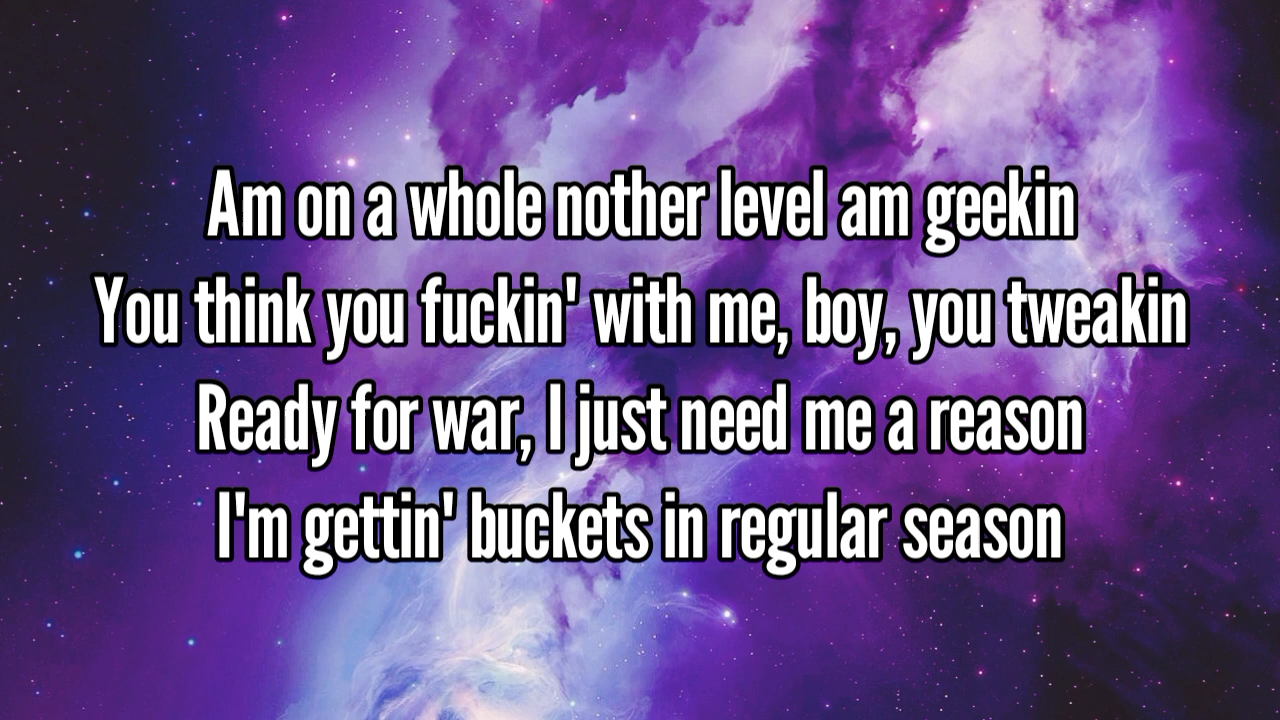 Am on a whole nother level am geekin
You think you fuckin' with me, boy, you tweakin
Ready for war, I just need me a reason
I'm gettin' buckets in regular season